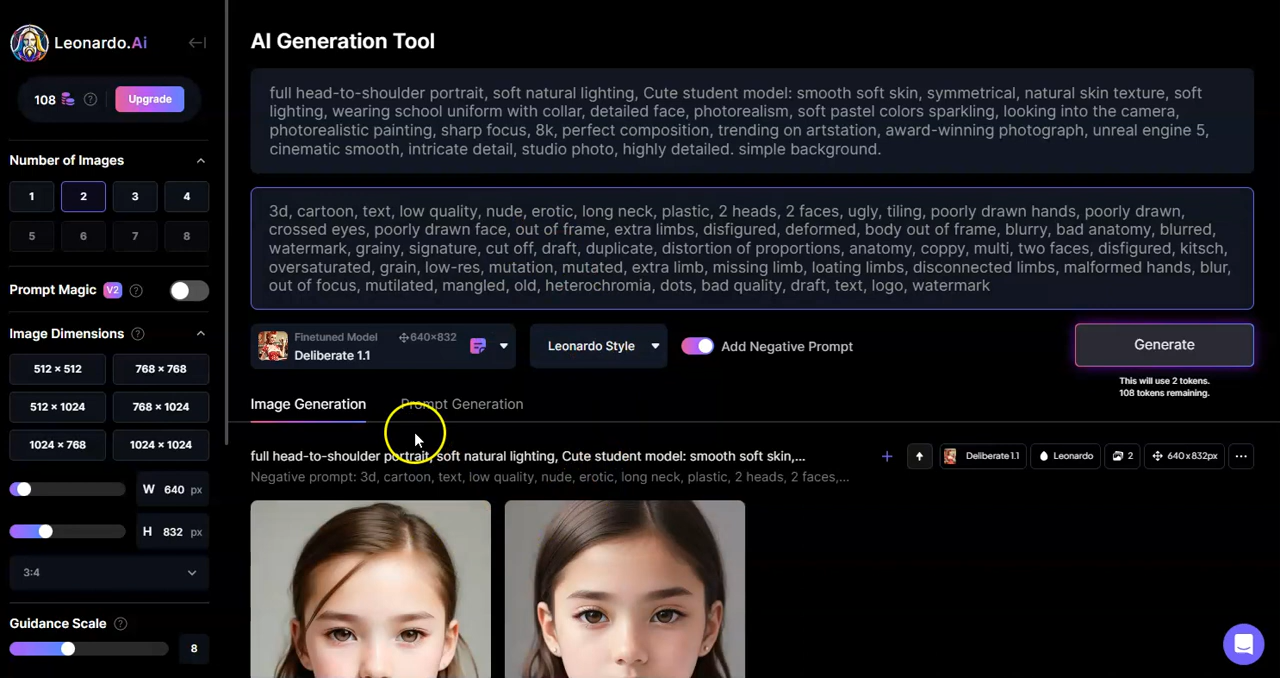 Leonardo.Ai
108
Upgrade
Number of Images
1 2 3 4
5 6 7 8
Prompt Magic V2
Image Dimensions
512 × 512 768 × 768
512 × 1024 768 × 1024
1024 × 768 1024 × 1024
W 640 px
H 832 px
3:4
Guidance Scale
8
AI Generation Tool
full head-to-shoulder portrait, soft natural lighting, Cute student model: smooth soft skin, symmetrical, natural skin texture, soft
lighting, wearing school uniform with collar, detailed face, photorealism, soft pastel colors sparkling, looking into the camera,
photorealistic painting, sharp focus, 8k, perfect composition, trending on artstation, award-winning photograph, unreal engine 5,
cinematic smooth, intricate detail, studio photo, highly detailed. simple background.
3d, cartoon, text, low quality, nude, erotic, long neck, plastic, 2 heads, 2 faces, ugly, tiling, poorly drawn hands, poorly drawn,
crossed eyes, poorly drawn face, out of frame, extra limbs, disfigured, deformed, body out of frame, blurry, bad anatomy, blurred,
watermark, grainy, signature, cut off, draft, duplicate, distortion of proportions, anatomy, coppy, multi, two faces, disfigured, kitsch,
oversaturated, grain, low-res, mutation, mutated, extra limb, missing limb, loating limbs, disconnected limbs, malformed hands, blur,
out of focus, mutilated, mangled, old, heterochromia, dots, bad quality, draft, text, logo, watermark
Finetuned Model 640×832
Deliberate 1.1
Leonardo Style
Add Negative Prompt
Generate
This will use 2 tokens.
108 tokens remaining.
Image Generation Prompt Generation
full head-to-shoulder portrait, soft natural lighting, Cute student model: smooth soft skin,...
Deliberate 1.1 Leonardo 2 640 x 832px
Negative prompt: 3d, cartoon, text, low quality, nude, erotic, long neck, plastic, 2 heads, 2 faces,...